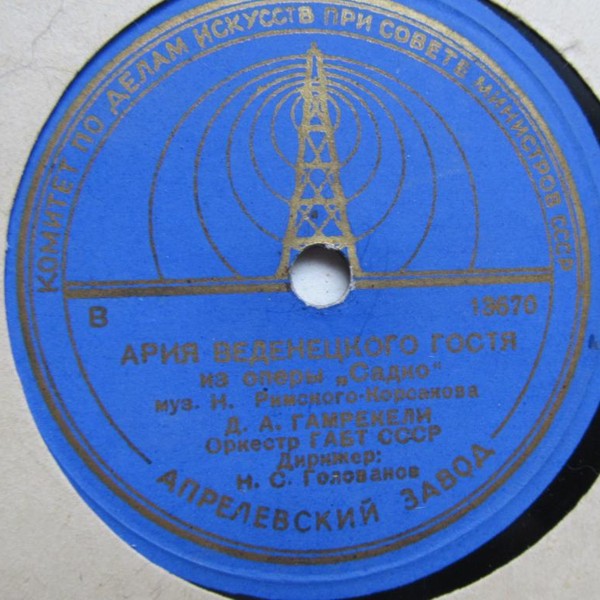 КОМИТЕТ ПО ДЕЛАМ ИСКУССТВ ПРИ СОВЕТЕ МИНИСТРОВ СССР
В 13676
АРИЯ ВЕДЕНЕЦКОГО ГОСТЯ
из оперы „Садко"
муз. Н. Римского-Корсакова
Д. А. ГАМРЕКЕЛИ
Оркестр ГАБТ СССР
Дирижер:
Н. С. Голованов
АПРЕЛЕВСКИЙ ЗАВОД